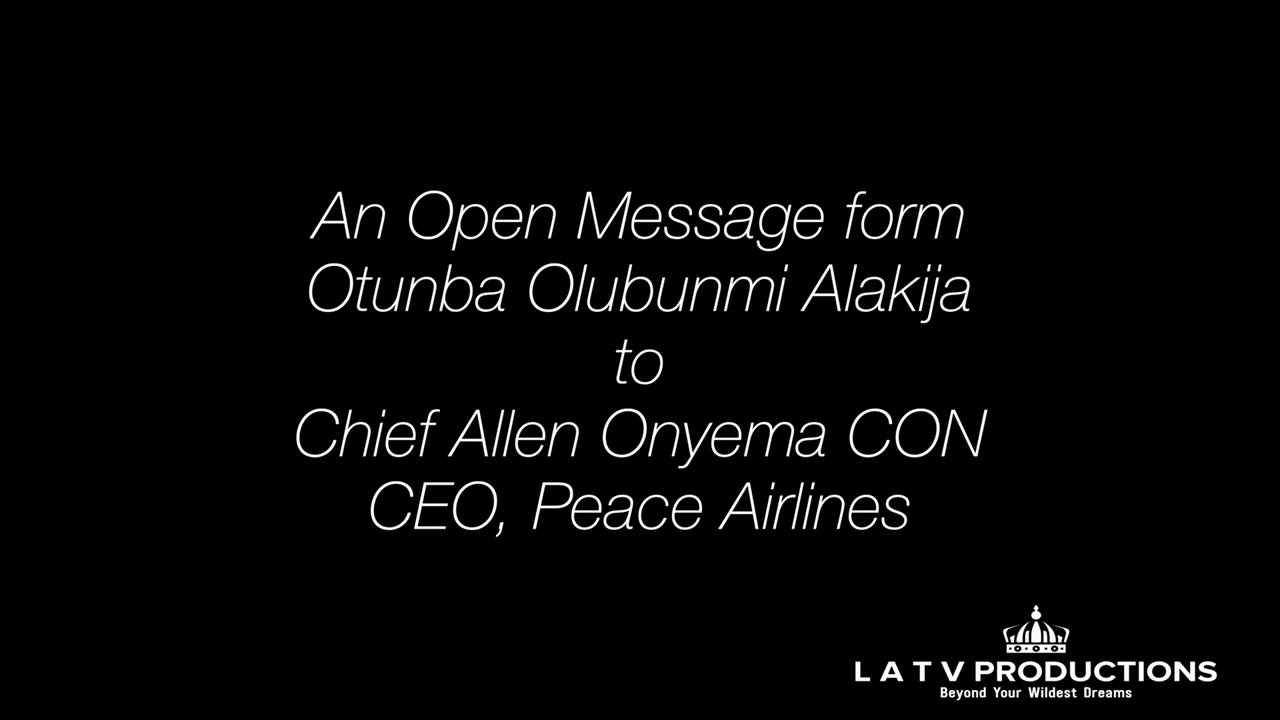 An Open Message form
Otunba Olubunmi Alakija
to
Chief Allen Onyema CON
CEO, Peace Airlines
L A T V PRODUCTIONS
Beyond Your Wildest Dreams